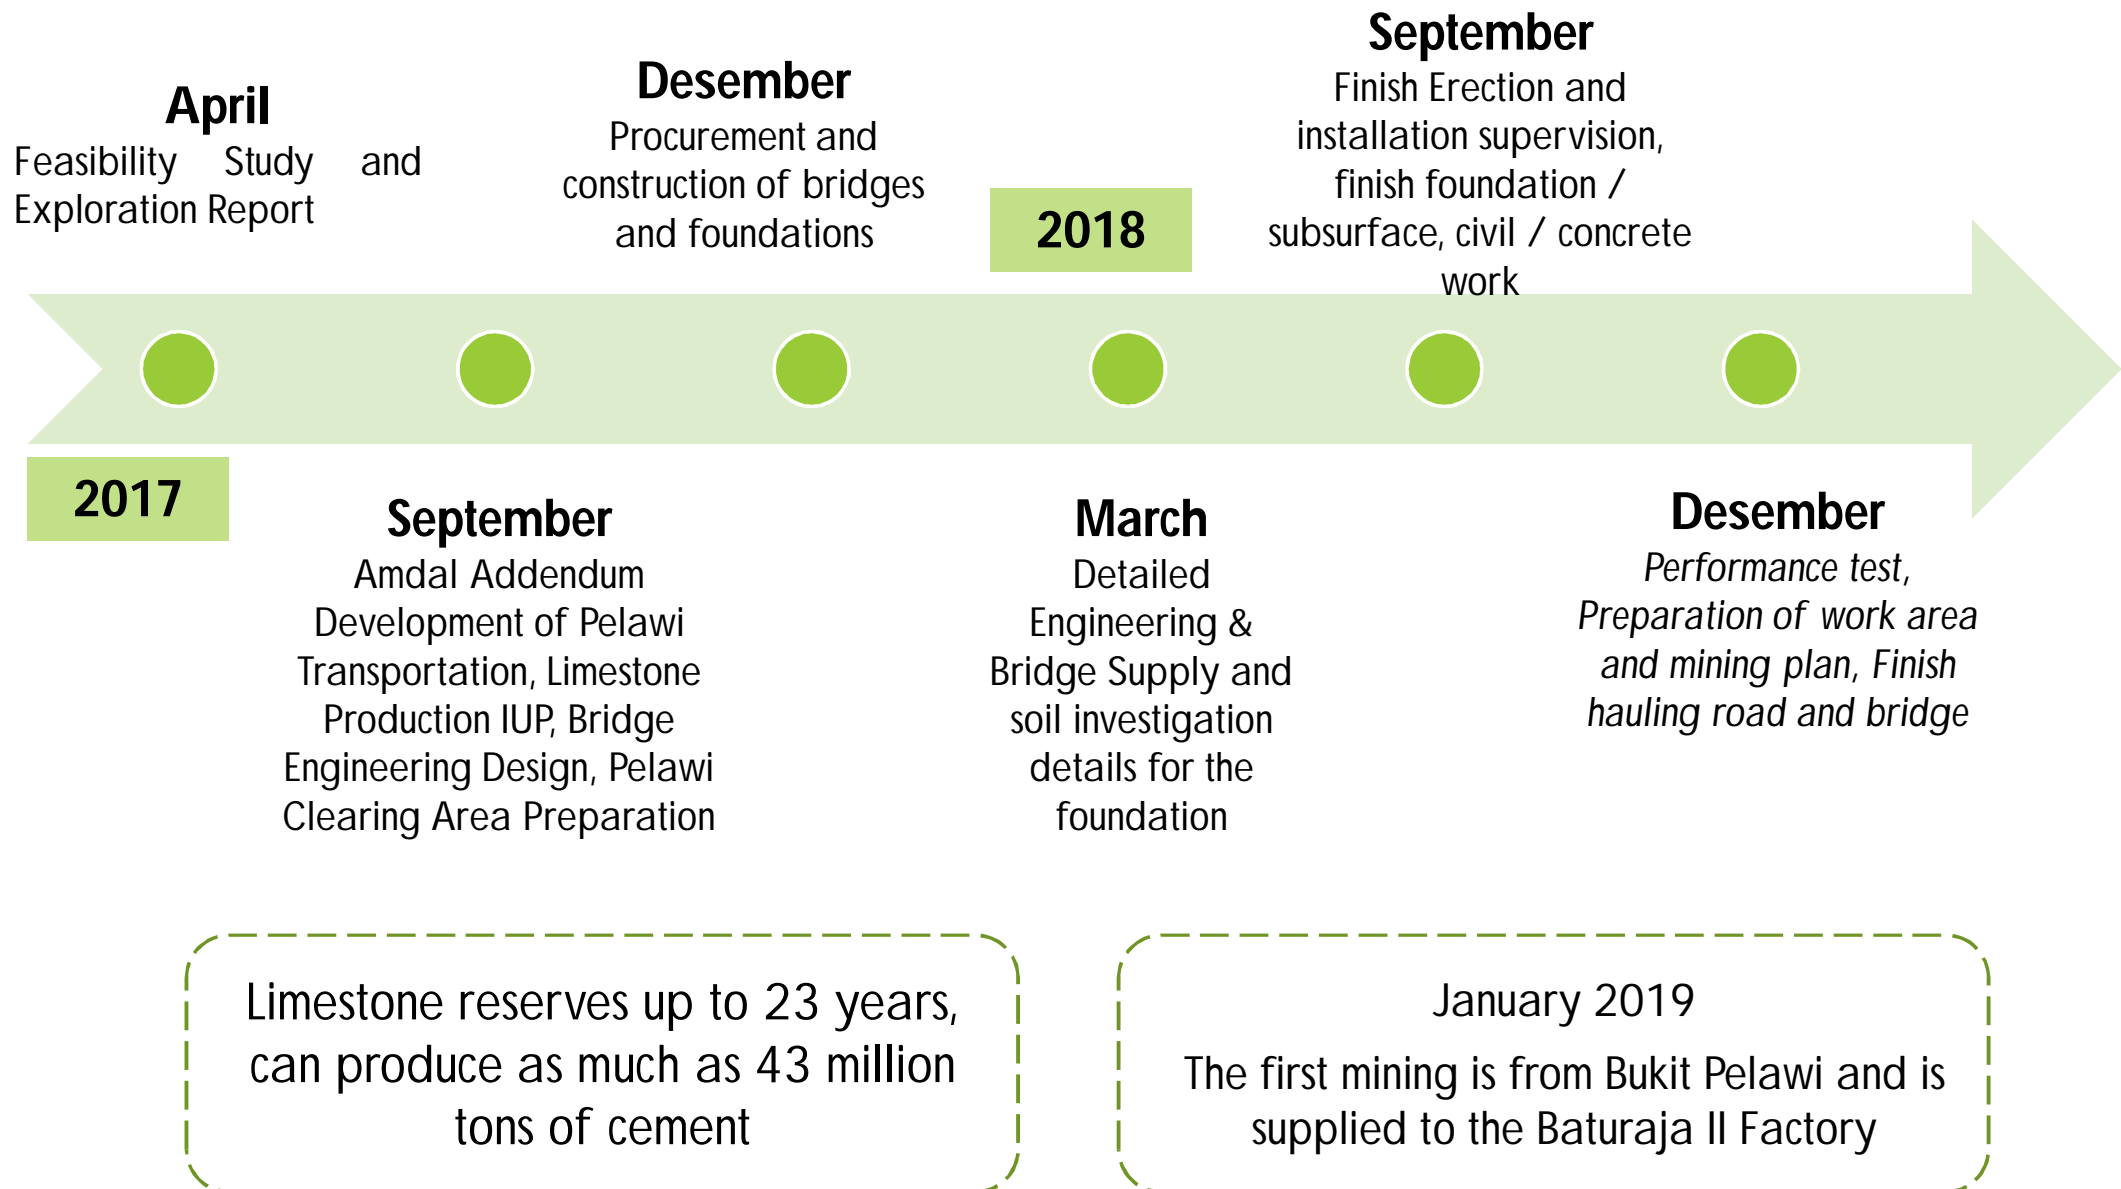 April
Feasibility Study and
Exploration Report
Desember
Procurement and
construction of bridges
and foundations
2018
September
Finish Erection and
installation supervision,
finish foundation /
subsurface, civil / concrete
work
2017
September
Amdal Addendum
Development of Pelawi
Transportation, Limestone
Production IUP, Bridge
Engineering Design, Pelawi
Clearing Area Preparation
March
Detailed
Engineering &
Bridge Supply and
soil investigation
details for the
foundation
Desember
Performance test,
Preparation of work area
and mining plan, Finish
hauling road and bridge
Limestone reserves up to 23 years,
can produce as much as 43 million
tons of cement
January 2019
The first mining is from Bukit Pelawi and is
supplied to the Baturaja II Factory